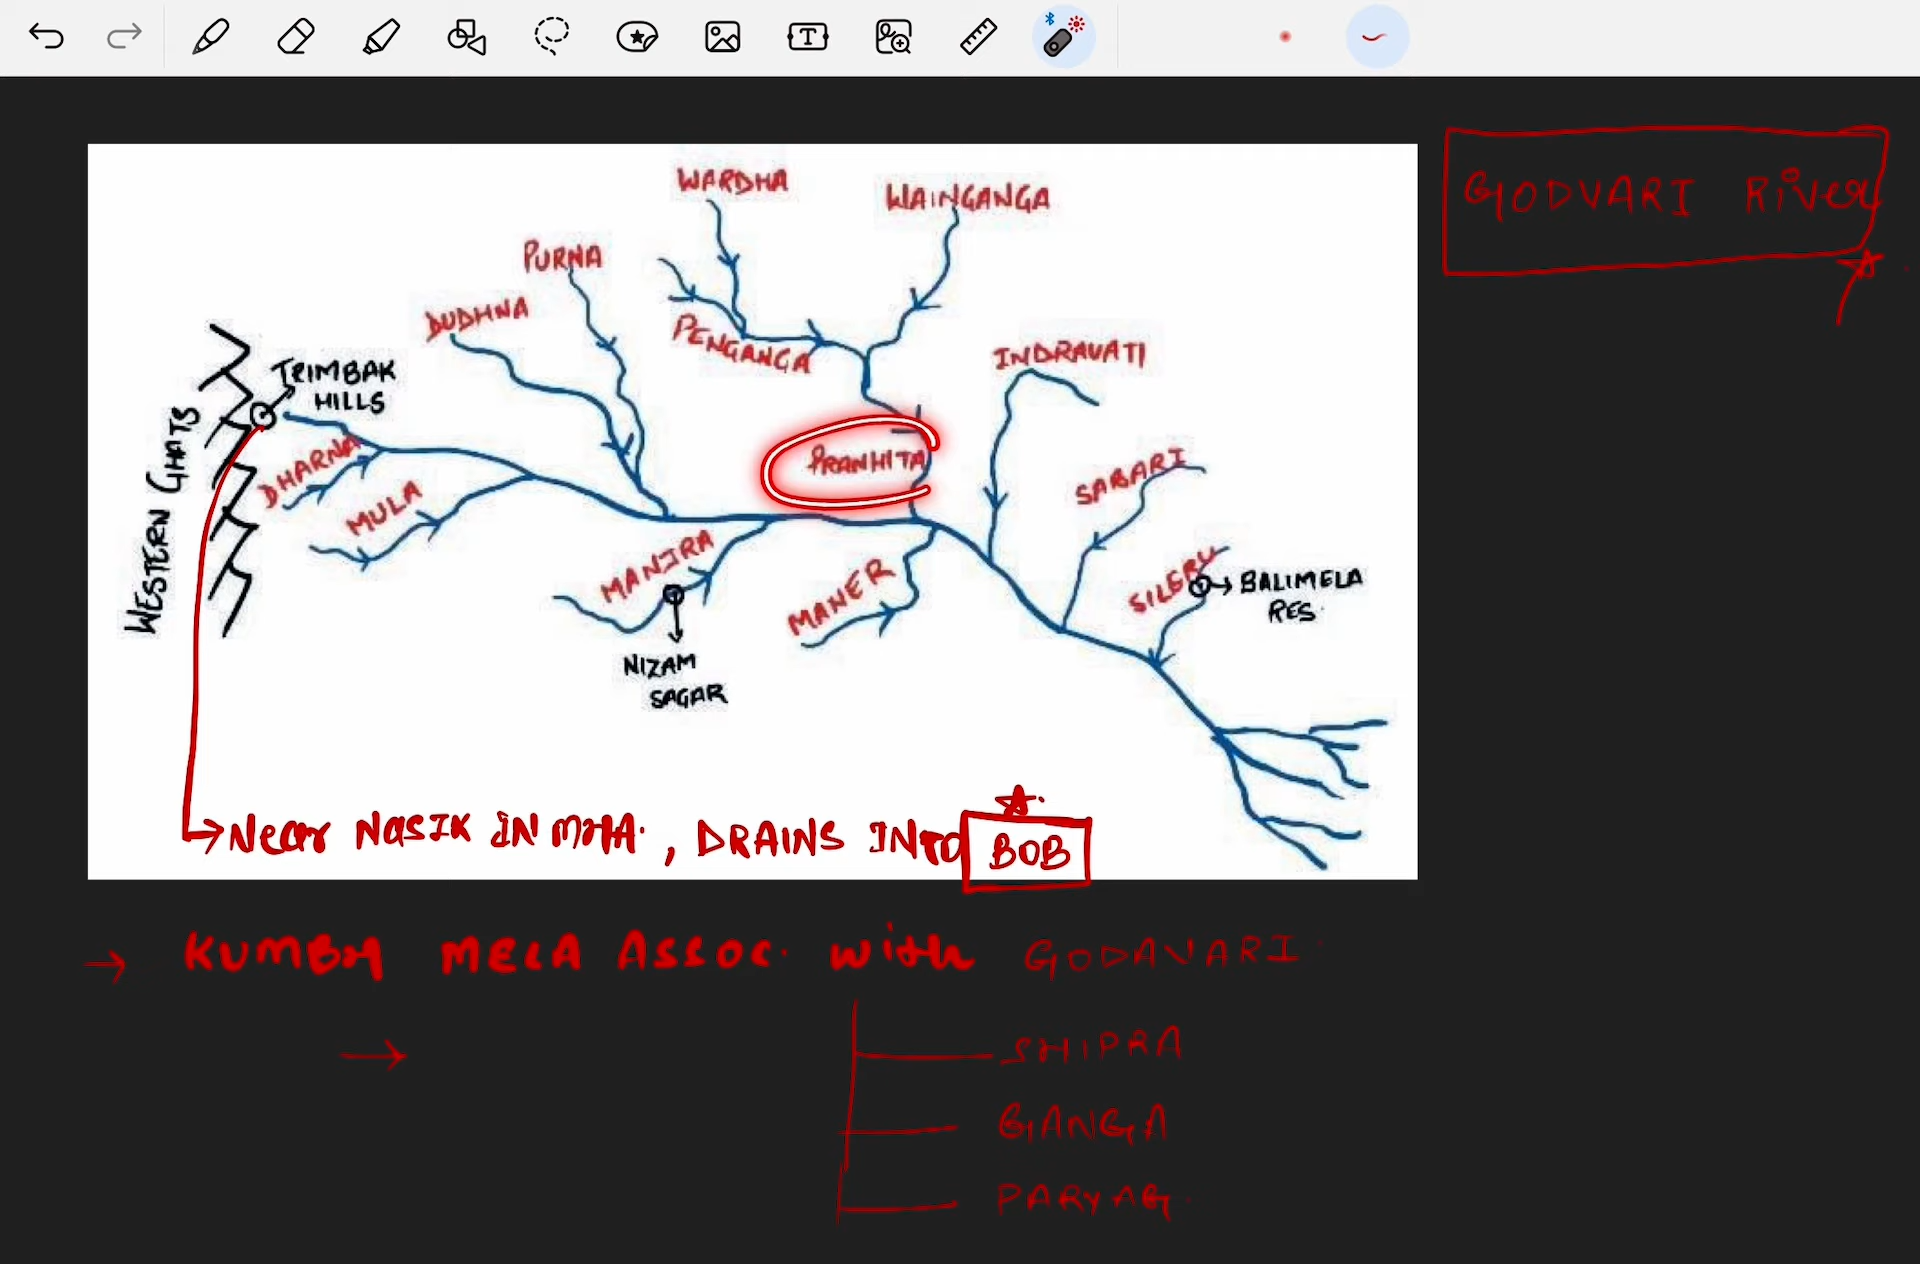 GODVARI RIVER
WARDHA
WAINGANGA
PURNA
DUDHNA
PENGANGA
INDRAVATI
TRIMBAK
HILLS
WESTERN GHATS
DHARNA
MULA
PRANHITA
SABARI
MANJRA
MANER
SILERU
BALIMELA
RES.
NIZAM
SAGAR
Near NASIK IN MHA. , DRAINS INTO BOB
KUMBH MELA ASSOC. with GODAVARI
SHIPRA
GANGA
PARYAG